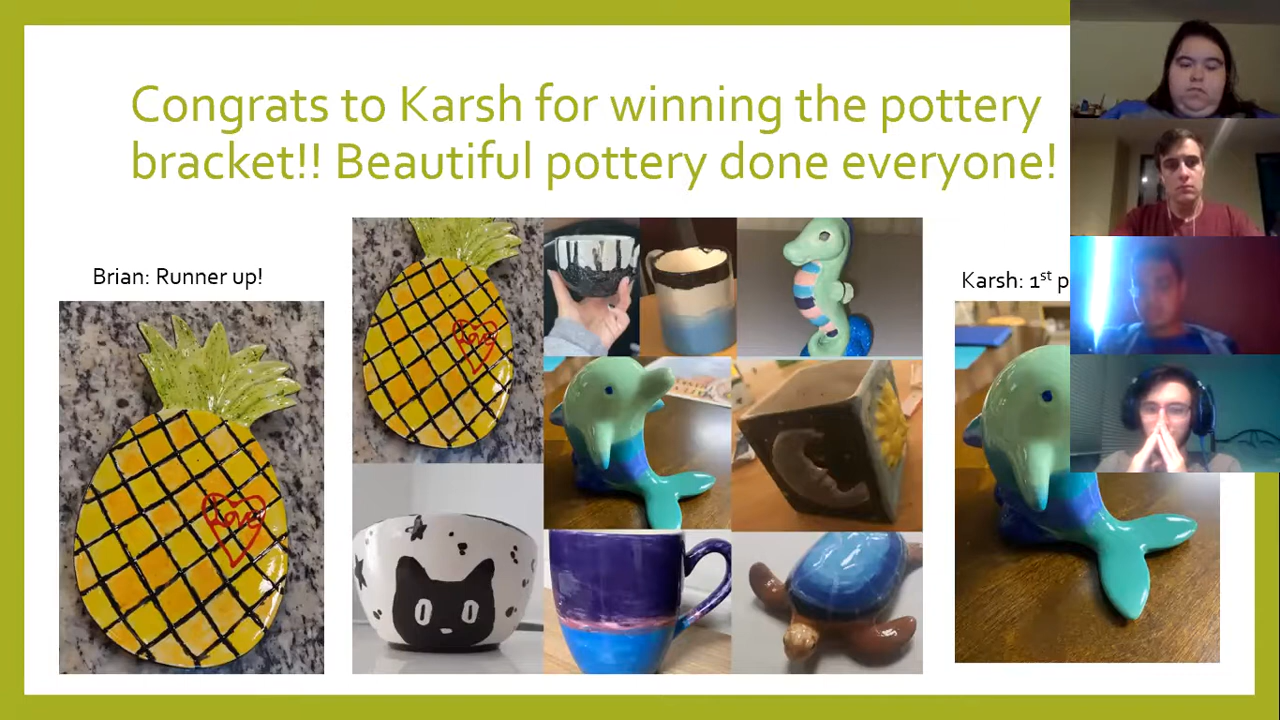 Congrats to Karsh for winning the pottery
bracket!! Beautiful pottery done everyone!
Brian: Runner up!
Karsh: 1st p